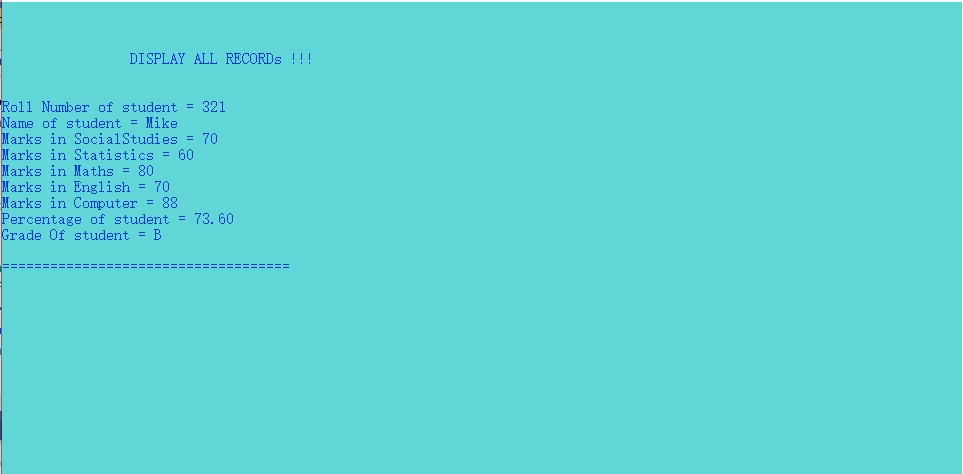 DISPLAY ALL RECORDs !!!
Roll Number of student = 321
Name of student = Mike
Marks in SocialStudies = 70
Marks in Statistics = 60
Marks in Maths = 80
Marks in English = 70
Marks in Computer = 88
Percentage of student = 73.60
Grade Of student = B
====================================